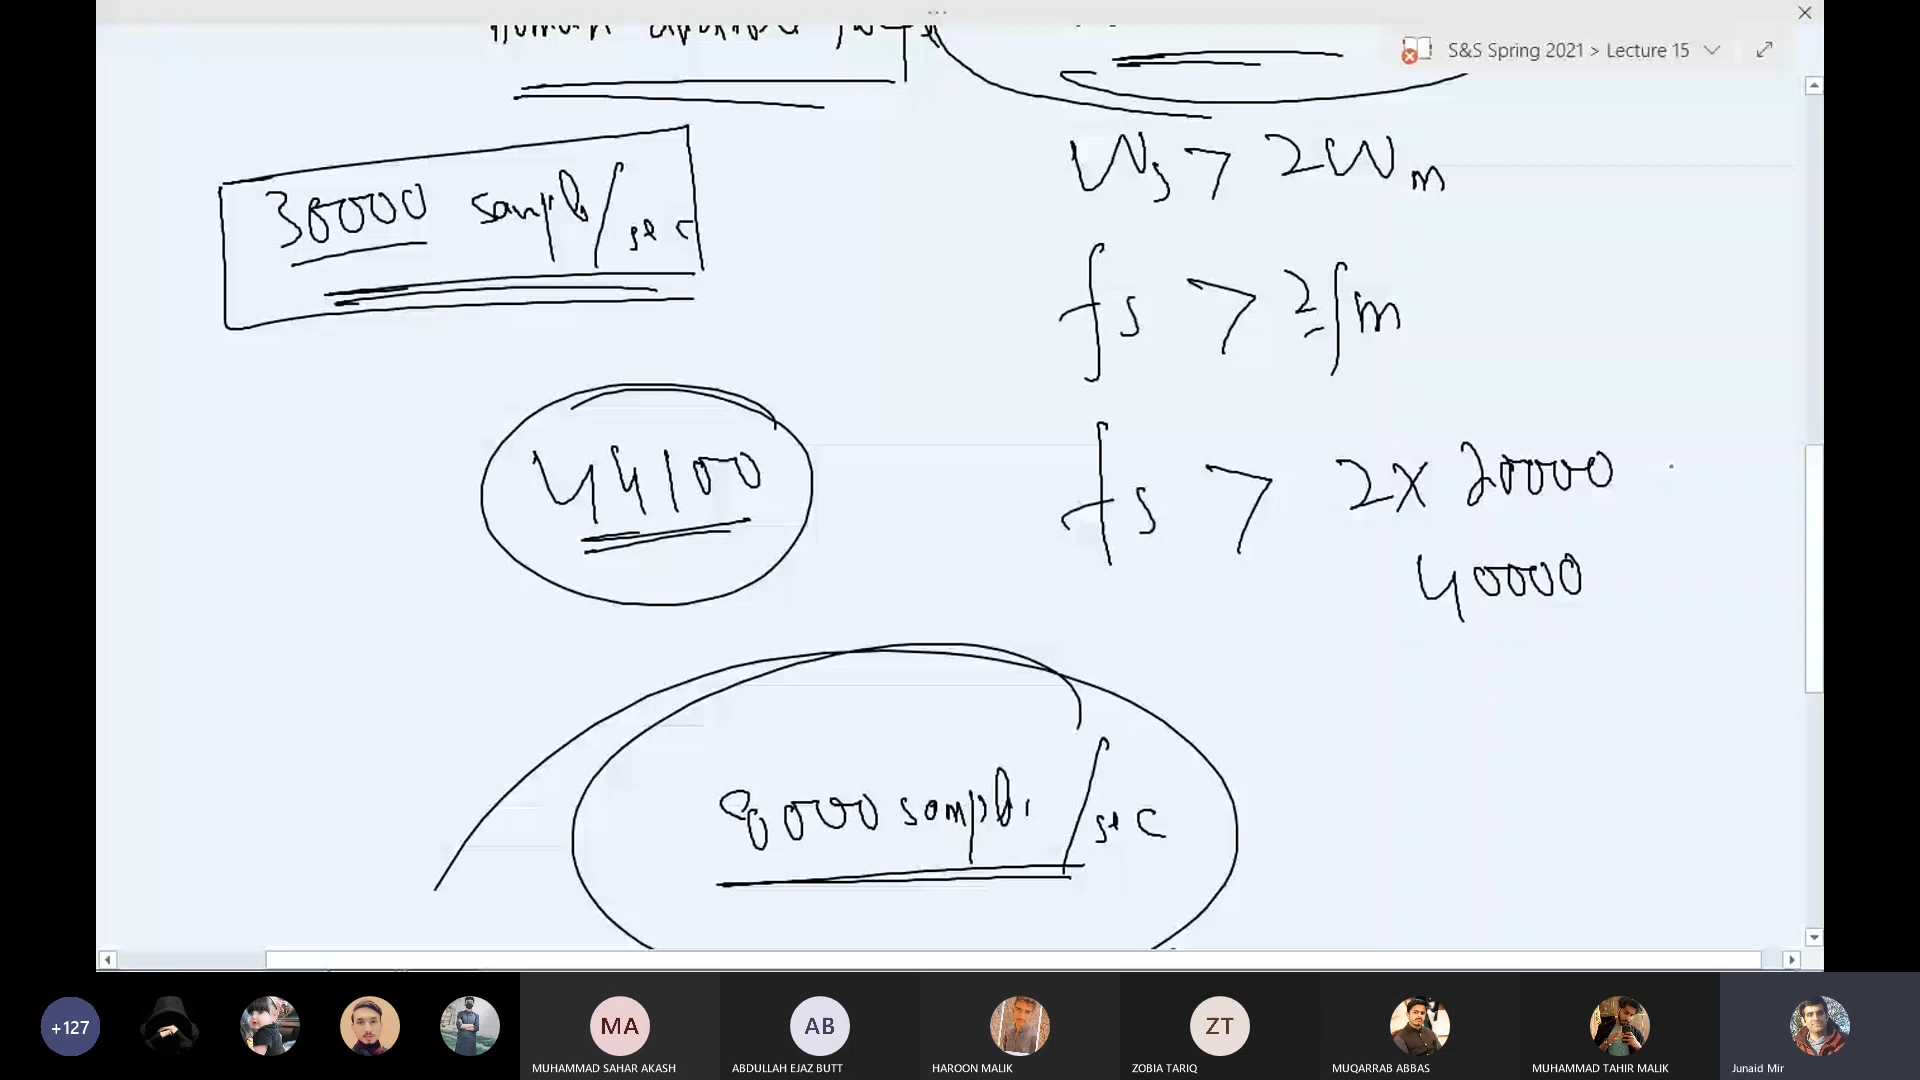 S&S Spring 2021 > Lecture 15
Ws > 2Wm
30000 sample/sec
fs > 2fm
44100
fs > 2x 20000
40000
8000 sample/sec
+127
MA
AB
ZT
MUHAMMAD SAHAR AKASH
ABDULLAH EJAZ BUTT
HAROON MALIK
ZOBIA TARIQ
MUQARRAB ABBAS
MUHAMMAD TAHIR MALIK
Junaid Mir